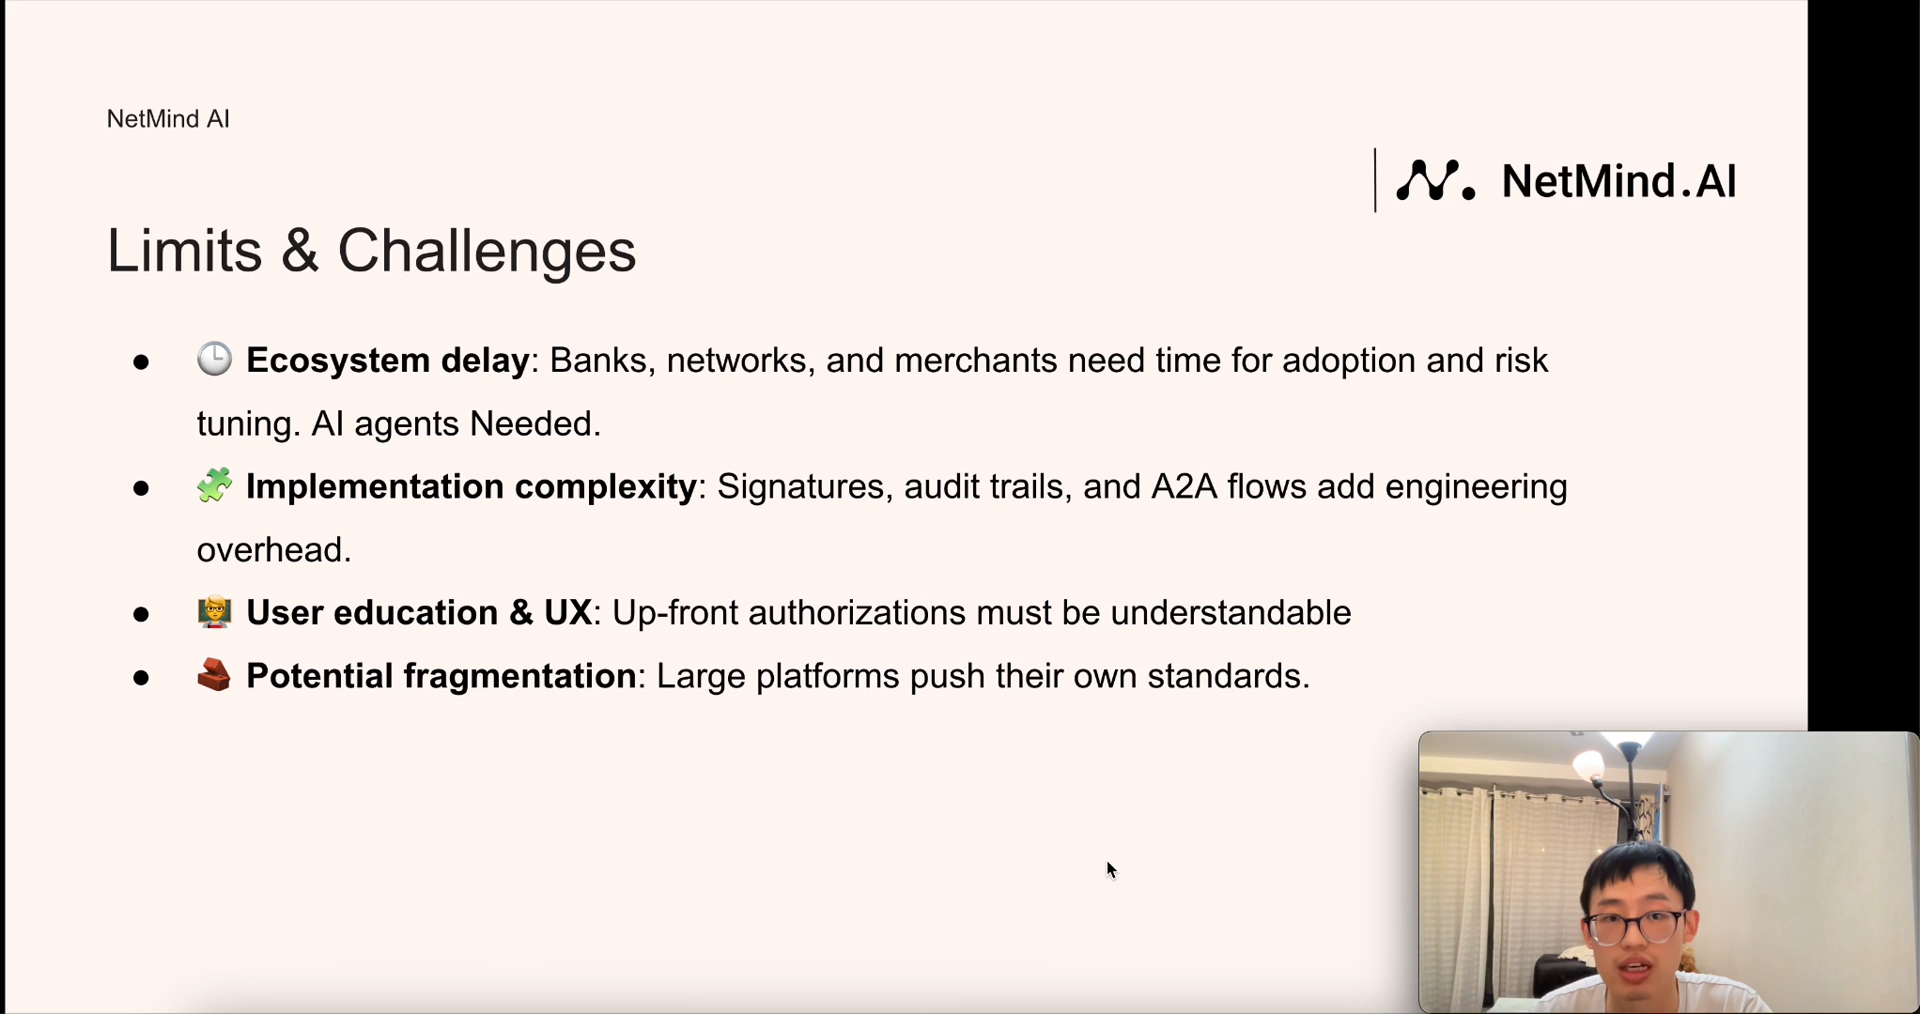 NetMind AI
NetMind.AI
Limits & Challenges
● 🕒 Ecosystem delay: Banks, networks, and merchants need time for adoption and risk
tuning. AI agents Needed.
● 🧩 Implementation complexity: Signatures, audit trails, and A2A flows add engineering
overhead.
● 🧑‍🏫 User education & UX: Up-front authorizations must be understandable
● 🧱 Potential fragmentation: Large platforms push their own standards.